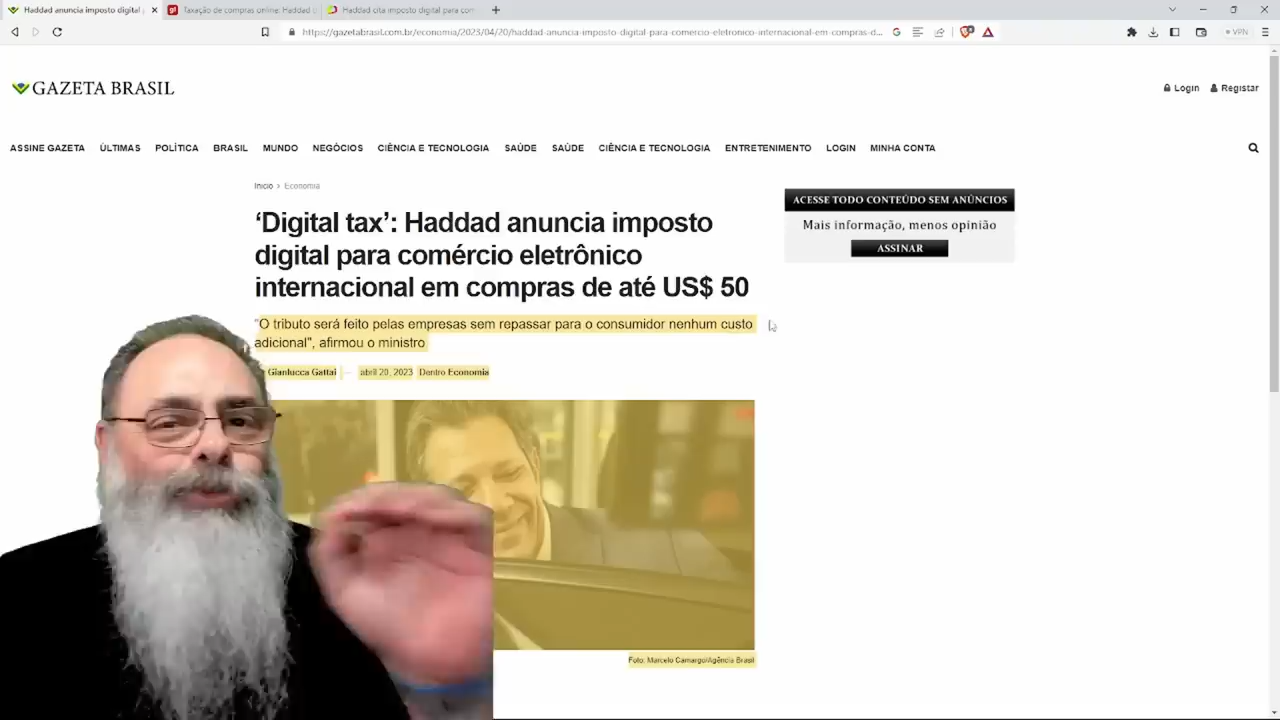 Haddad anuncia imposto digital
Taxação de compras online: Haddad
Haddad cita imposto digital para com
https://gazetabrasil.com.br/economia/2023/04/20/haddad-anuncia-imposto-digital-para-comercio-eletronico-internacional-em-compras-d...
VPN
GAZETA BRASIL
Login Registar
ASSINE GAZETA ÚLTIMAS POLÍTICA BRASIL MUNDO NEGÓCIOS CIÊNCIA E TECNOLOGIA SAÚDE SAÚDE CIÊNCIA E TECNOLOGIA ENTRETENIMENTO LOGIN MINHA CONTA
Início > Economia
‘Digital tax’: Haddad anuncia imposto
digital para comércio eletrônico
internacional em compras de até US$ 50
"O tributo será feito pelas empresas sem repassar para o consumidor nenhum custo
adicional", afirmou o ministro
Gianlucca Gattai — abril 20, 2023 Dentro Economia
ACESSE TODO CONTEÚDO SEM ANÚNCIOS
Mais informação, menos opinião
ASSINAR
Foto: Marcelo Camargo/Agência Brasil